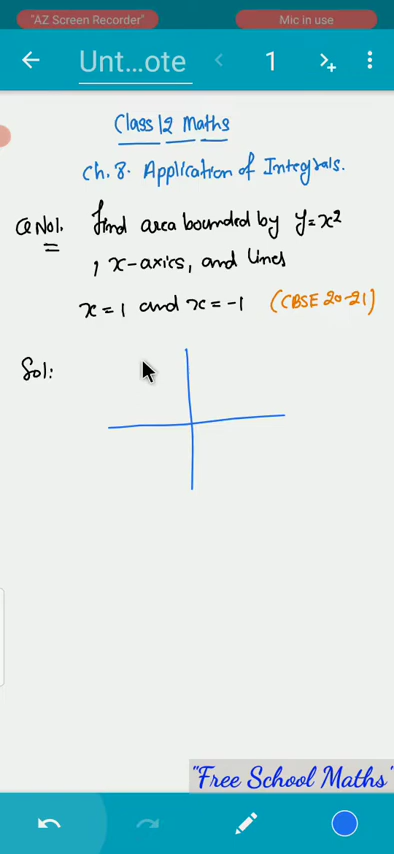 "AZ Screen Recorder"
Mic in use
Unt...ote
1
Class 12 Maths
Ch. 8. Application of Integrals.
Q No1. find area bounded by y=x²
, x-axics, and lines
x = 1 and x = -1 (CBSE 20-21)
Sol:
"Free School Maths"